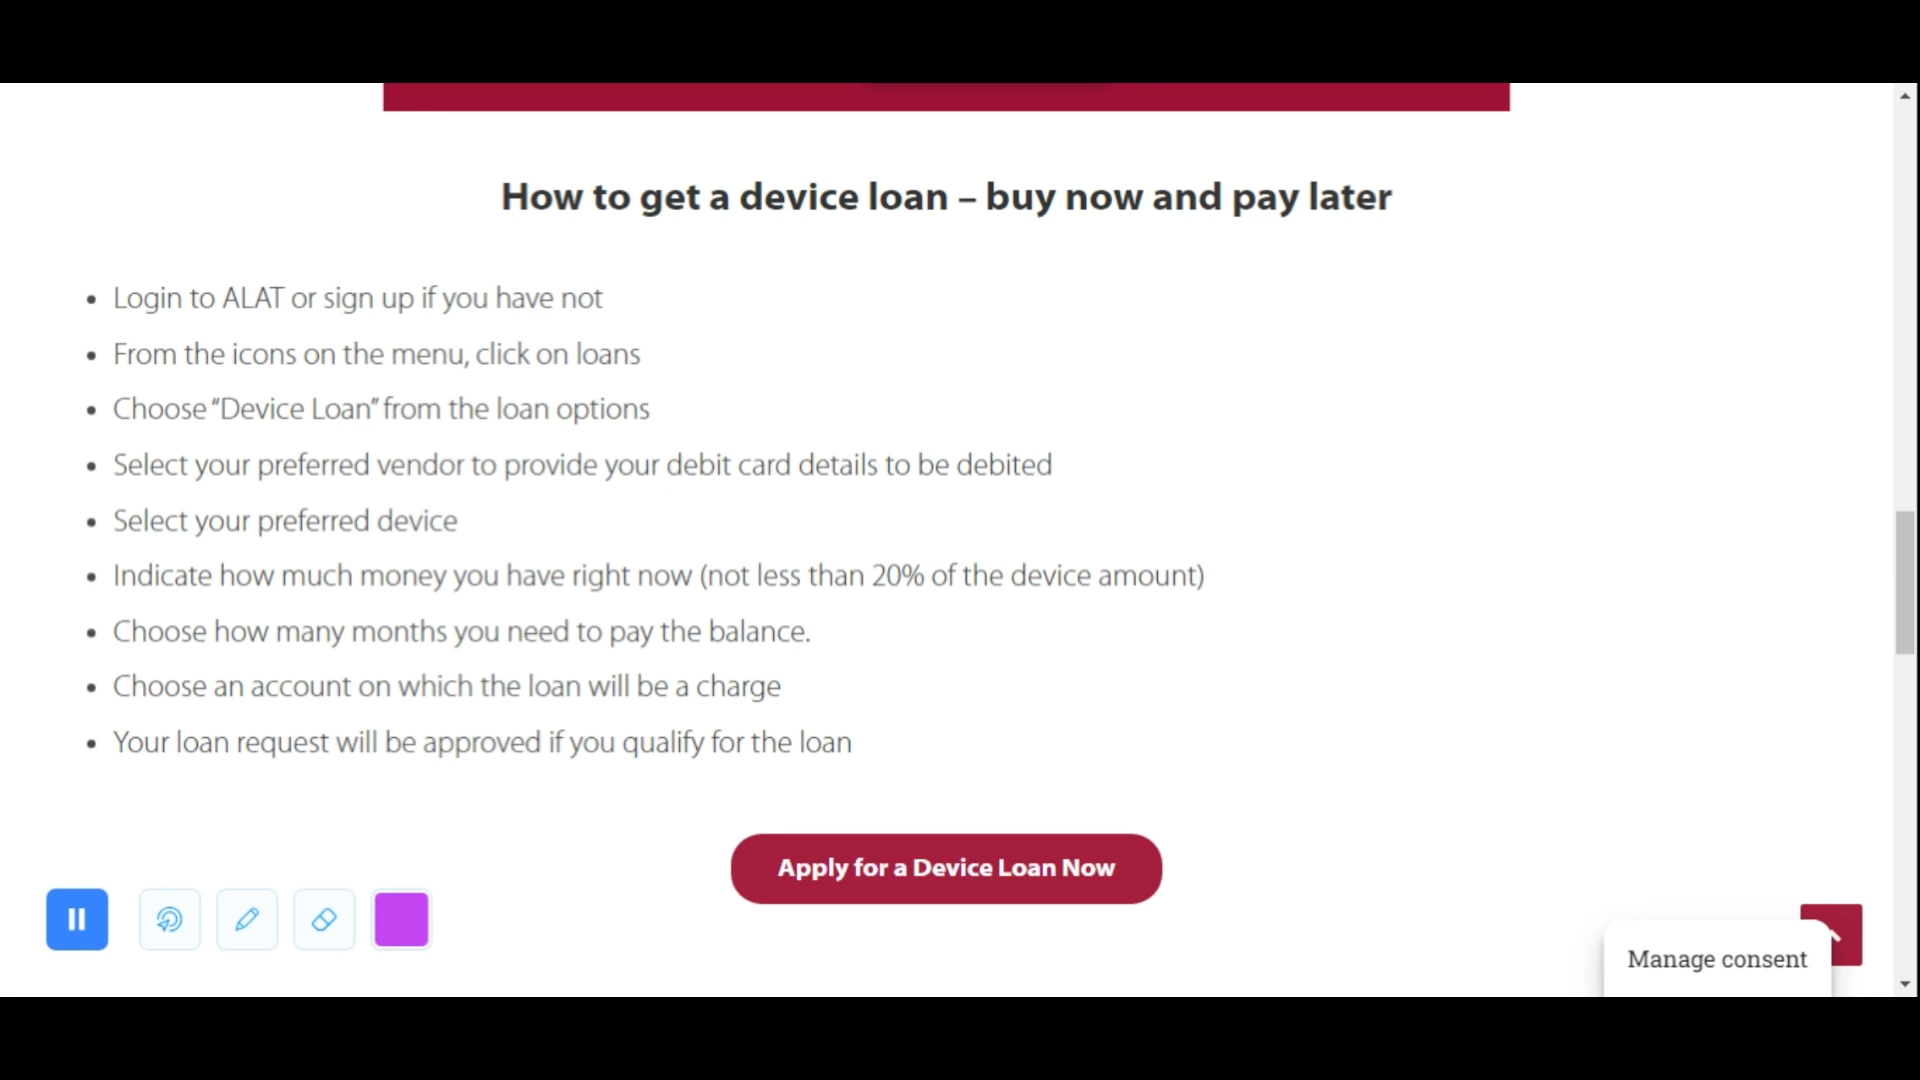 How to get a device loan – buy now and pay later
• Login to ALAT or sign up if you have not
• From the icons on the menu, click on loans
• Choose “Device Loan” from the loan options
• Select your preferred vendor to provide your debit card details to be debited
• Select your preferred device
• Indicate how much money you have right now (not less than 20% of the device amount)
• Choose how many months you need to pay the balance.
• Choose an account on which the loan will be a charge
• Your loan request will be approved if you qualify for the loan
Apply for a Device Loan Now
Manage consent